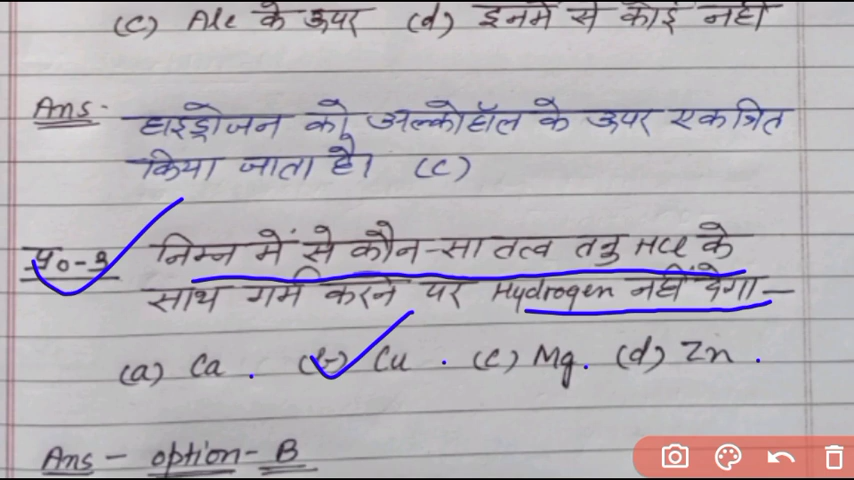 (c) Alc के ऊपर (d) इनमें से कोई नहीं
Ans- हाइड्रोजन को अल्कोहॉल के ऊपर एकत्रित
किया जाता है। (C)
प्र०-3 निम्न में से कौन-सा तत्व तनु HCl के
साथ गर्म करने पर Hydrogen नहीं देगा—
(a) Ca . (b) Cu . (c) Mg. (d) Zn .
Ans - option - B